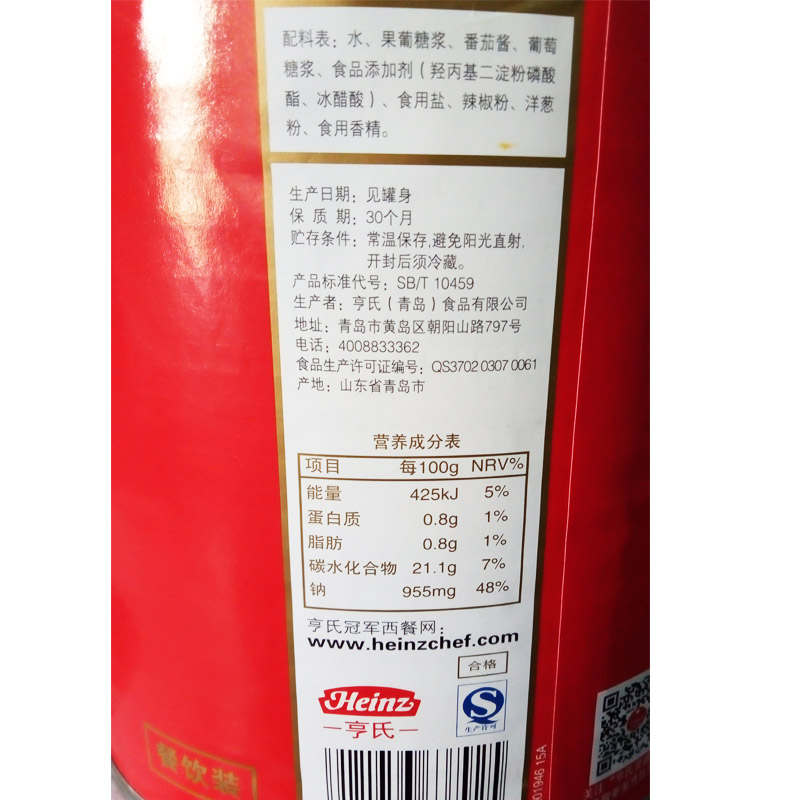 配料表：水、果葡糖浆、番茄酱、葡萄
糖浆、食品添加剂（羟丙基二淀粉磷酸
酯、冰醋酸）、食用盐、辣椒粉、洋葱
粉、食用香精。
生产日期：见罐身
保 质 期：30个月
贮存条件：常温保存,避免阳光直射,
开封后须冷藏。
产品标准代号：SB/T 10459
生产者：亨氏（青岛）食品有限公司
地址：青岛市黄岛区朝阳山路797号
电话：4008833362
食品生产许可证编号：QS3702 0307 0061
产地：山东省青岛市
营养成分表
项目 每100g NRV%
能量 425kJ 5%
蛋白质 0.8g 1%
脂肪 0.8g 1%
碳水化合物 21.1g 7%
钠 955mg 48%
亨氏冠军西餐网：
www.heinzchef.com
合格
Heinz
亨氏
生产许可
餐饮装
01946 15A